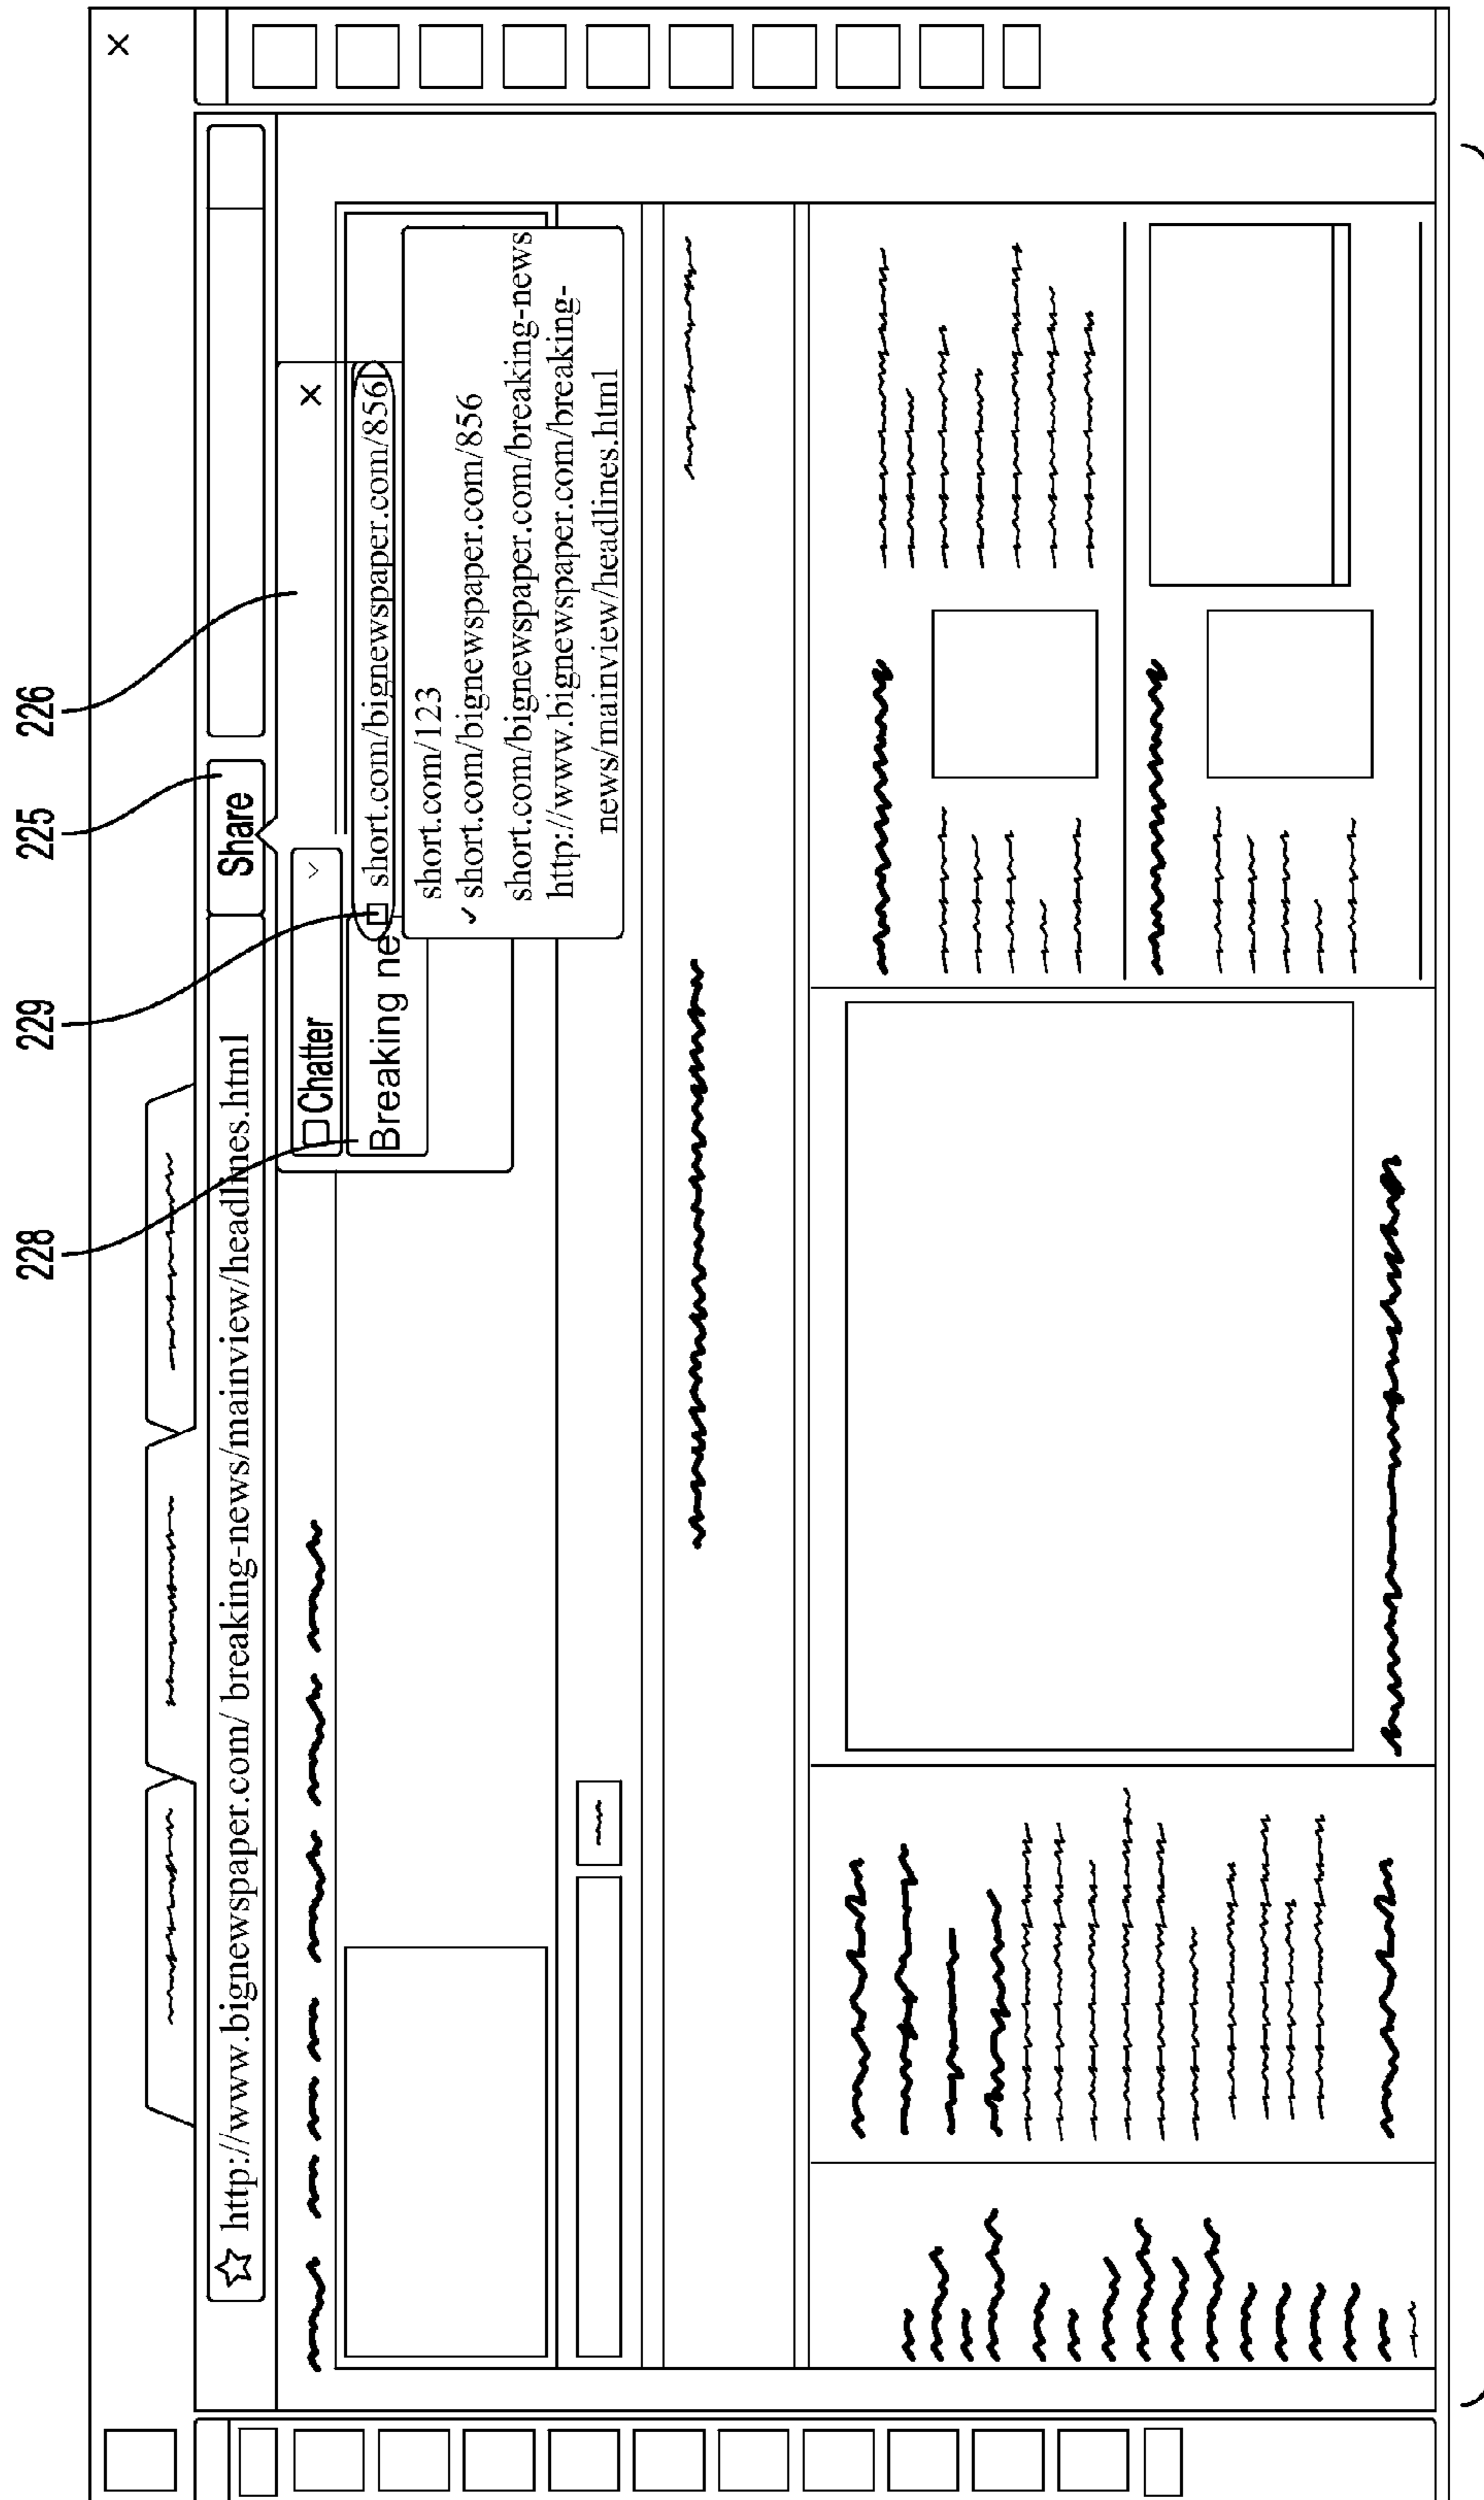 228
229
225
226
http://www.bignewspaper.com/ breaking-news/mainview/headlines.html
Share
Chatter
Breaking ne
short.com/bignewspaper.com/856
short.com/123
✓ short.com/bignewspaper.com/856
short.com/bignewspaper.com/breaking-news
http://www.bignewspaper.com/breaking-
news/mainview/headlines.html